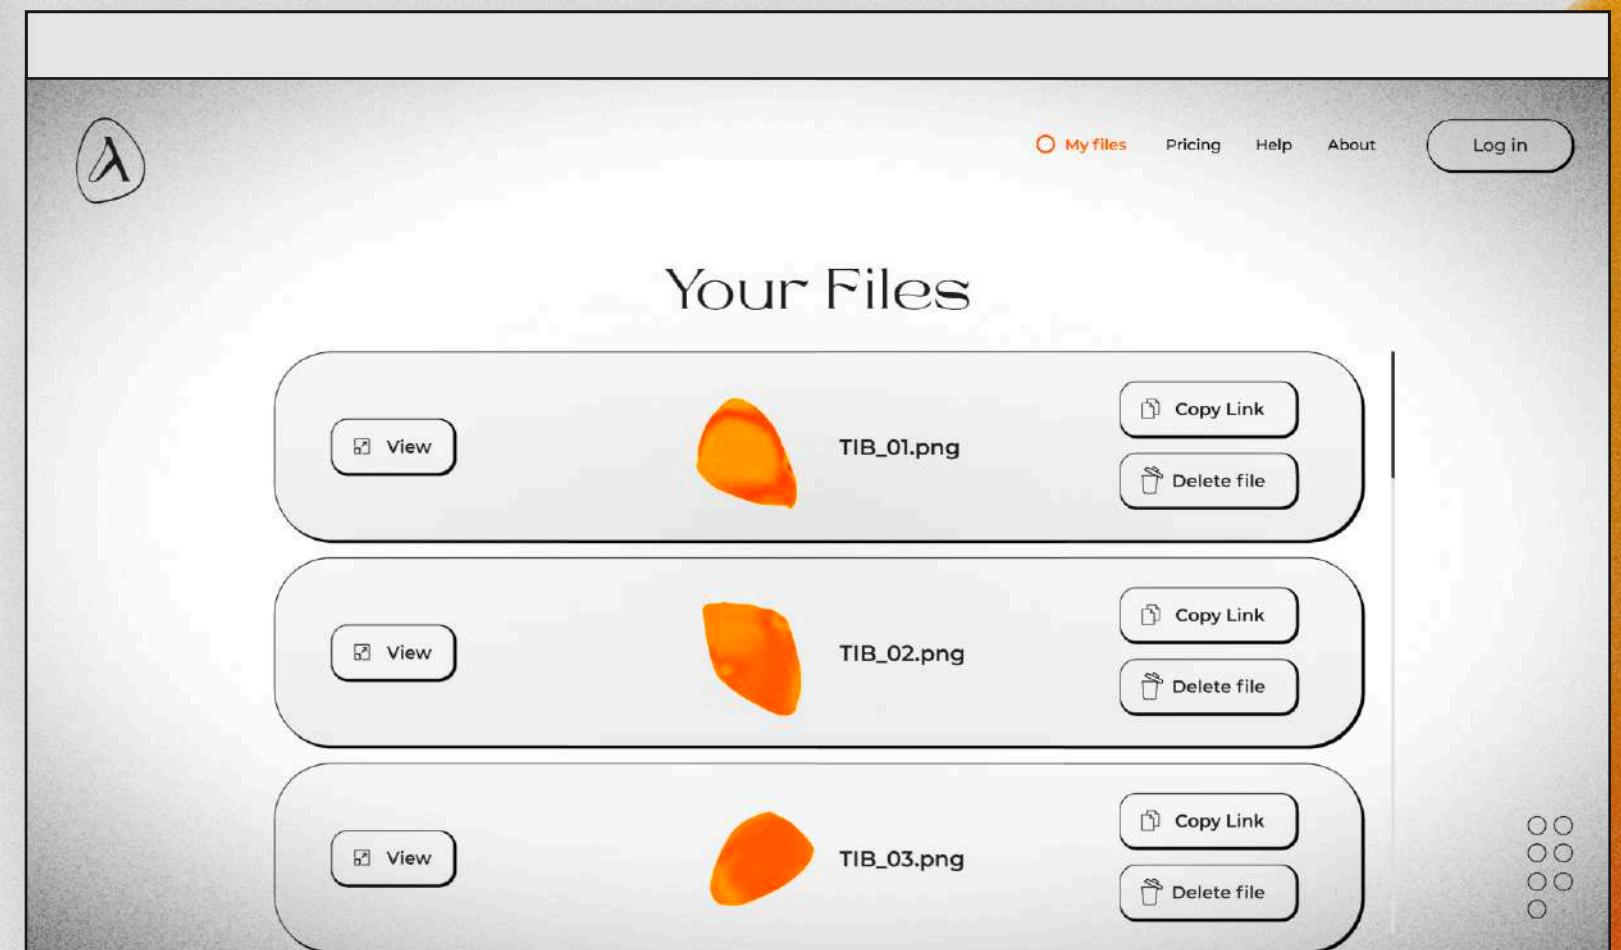 My files Pricing Help About Log in
Your Files
View TIB_01.png Copy Link
Delete file
View TIB_02.png Copy Link
Delete file
View TIB_03.png Copy Link
Delete file